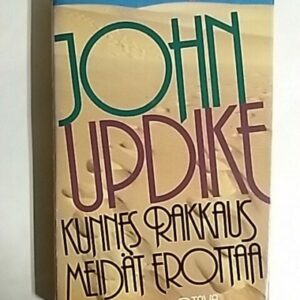 JOHN
UPDIKE
KUNNES RAKKAUS
MEIDÄT EROTTAA